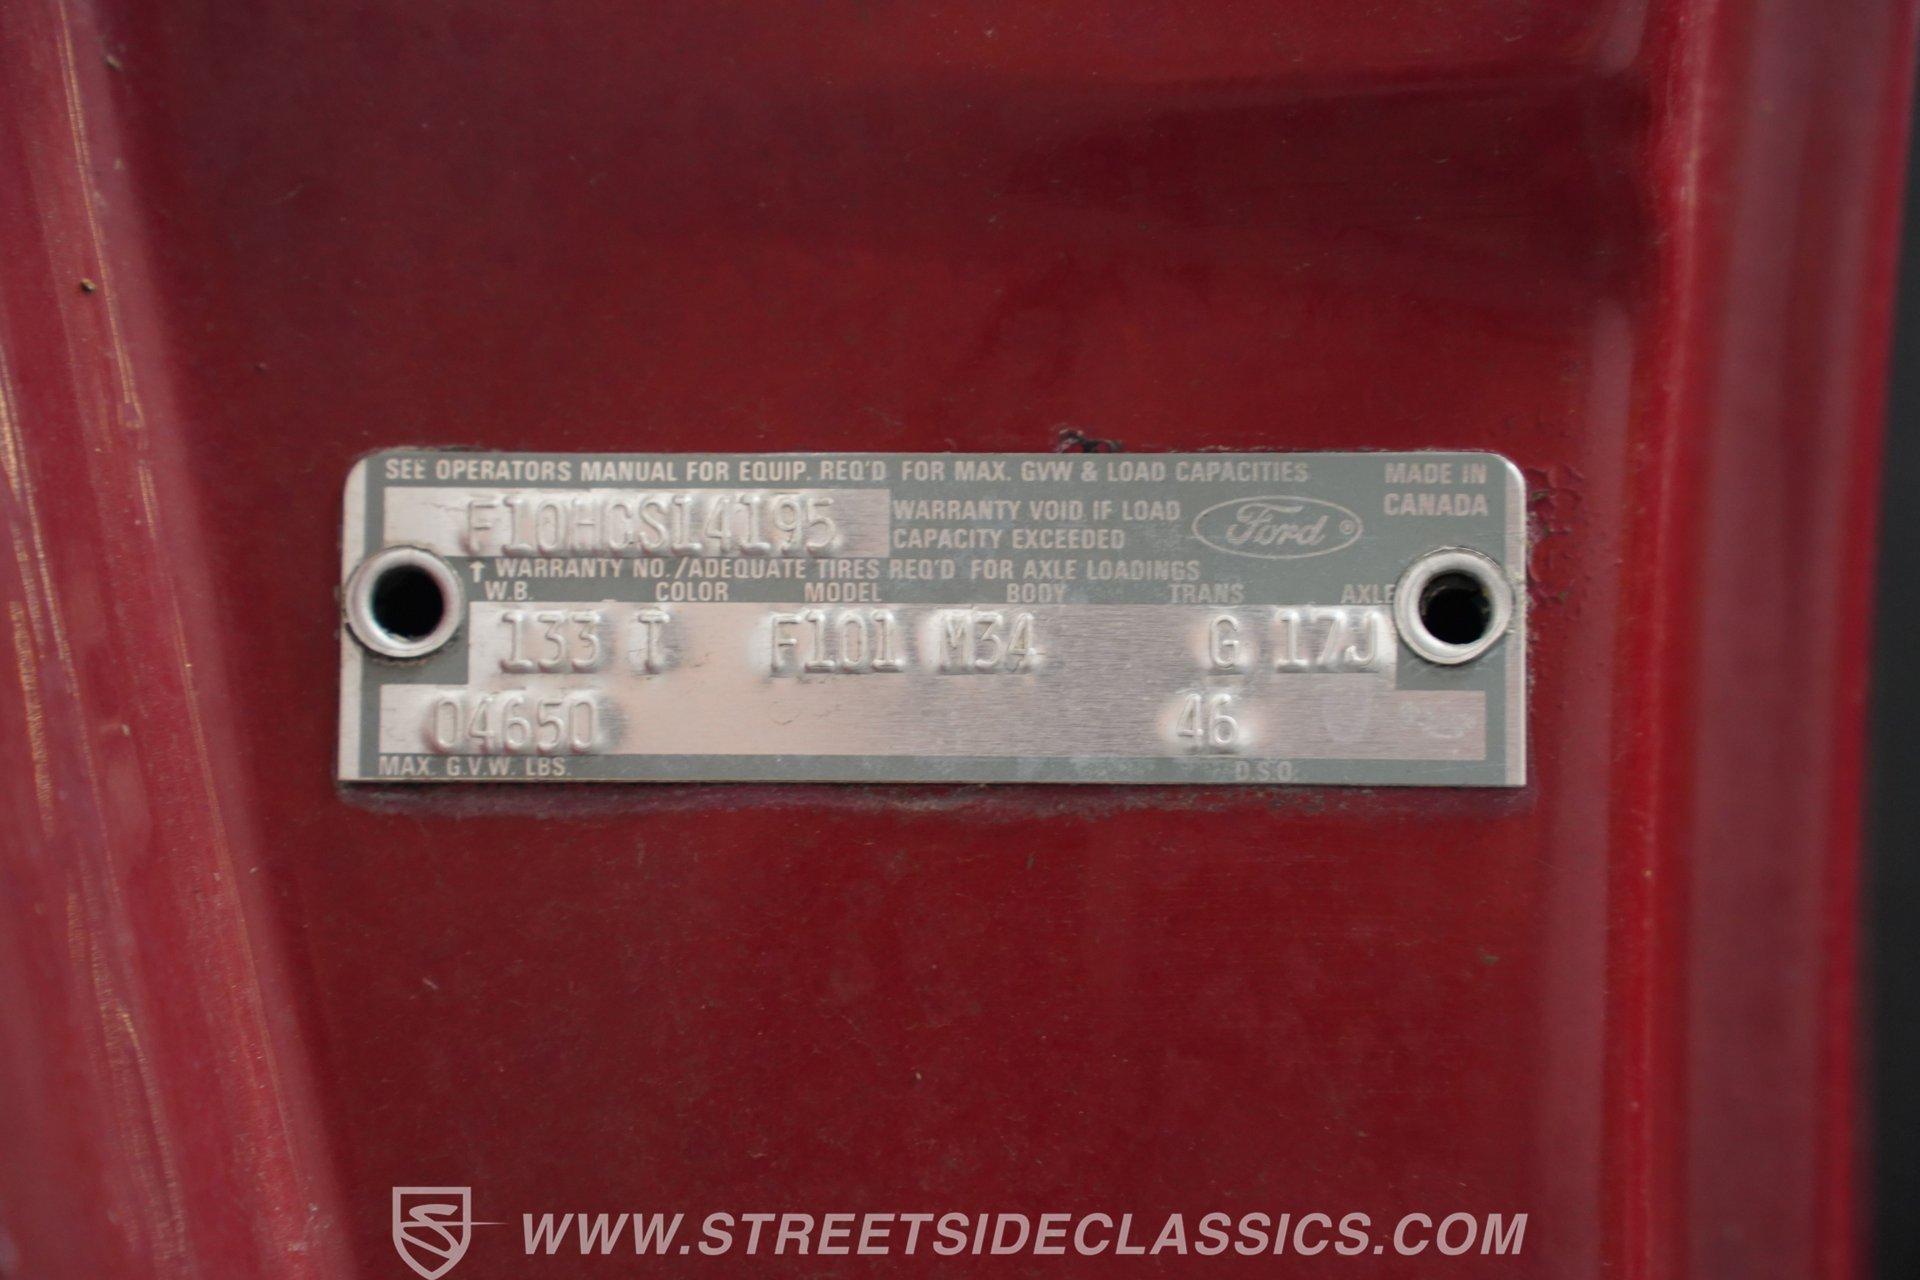 SEE OPERATORS MANUAL FOR EQUIP. REQ'D FOR MAX. GVW & LOAD CAPACITIES
MADE IN
CANADA
F10HCS14195
WARRANTY VOID IF LOAD
CAPACITY EXCEEDED
Ford ®
↑ WARRANTY NO./ADEQUATE TIRES REQ'D FOR AXLE LOADINGS
W.B. COLOR MODEL BODY TRANS AXLE
133 T F101 M34 G 17J
04650 46
MAX. G.V.W. LBS. D.S.O.
WWW.STREETSIDECLASSICS.COM